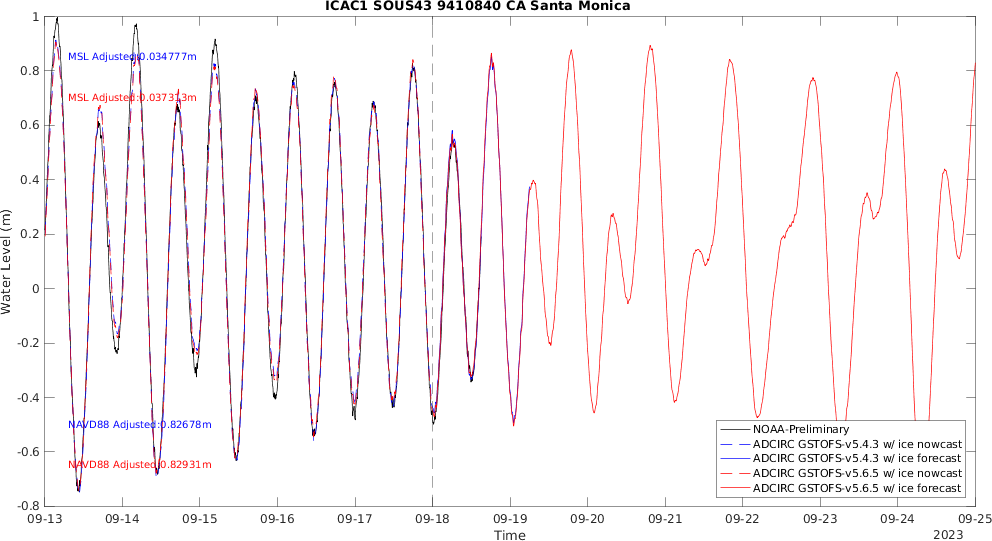 ICAC1 SOUS43 9410840 CA Santa Monica
1
0.8
0.6
0.4
0.2
0
-0.2
-0.4
-0.6
-0.8
Water Level (m)
MSL Adjusted:0.034777m
MSL Adjusted:0.037313m
NAVD88 Adjusted:0.82678m
NAVD88 Adjusted:0.82931m
NOAA-Preliminary
ADCIRC GSTOFS-v5.4.3 w/ ice nowcast
ADCIRC GSTOFS-v5.4.3 w/ ice forecast
ADCIRC GSTOFS-v5.6.5 w/ ice nowcast
ADCIRC GSTOFS-v5.6.5 w/ ice forecast
09-13 09-14 09-15 09-16 09-17 09-18 09-19 09-20 09-21 09-22 09-23 09-24 09-25
Time
2023